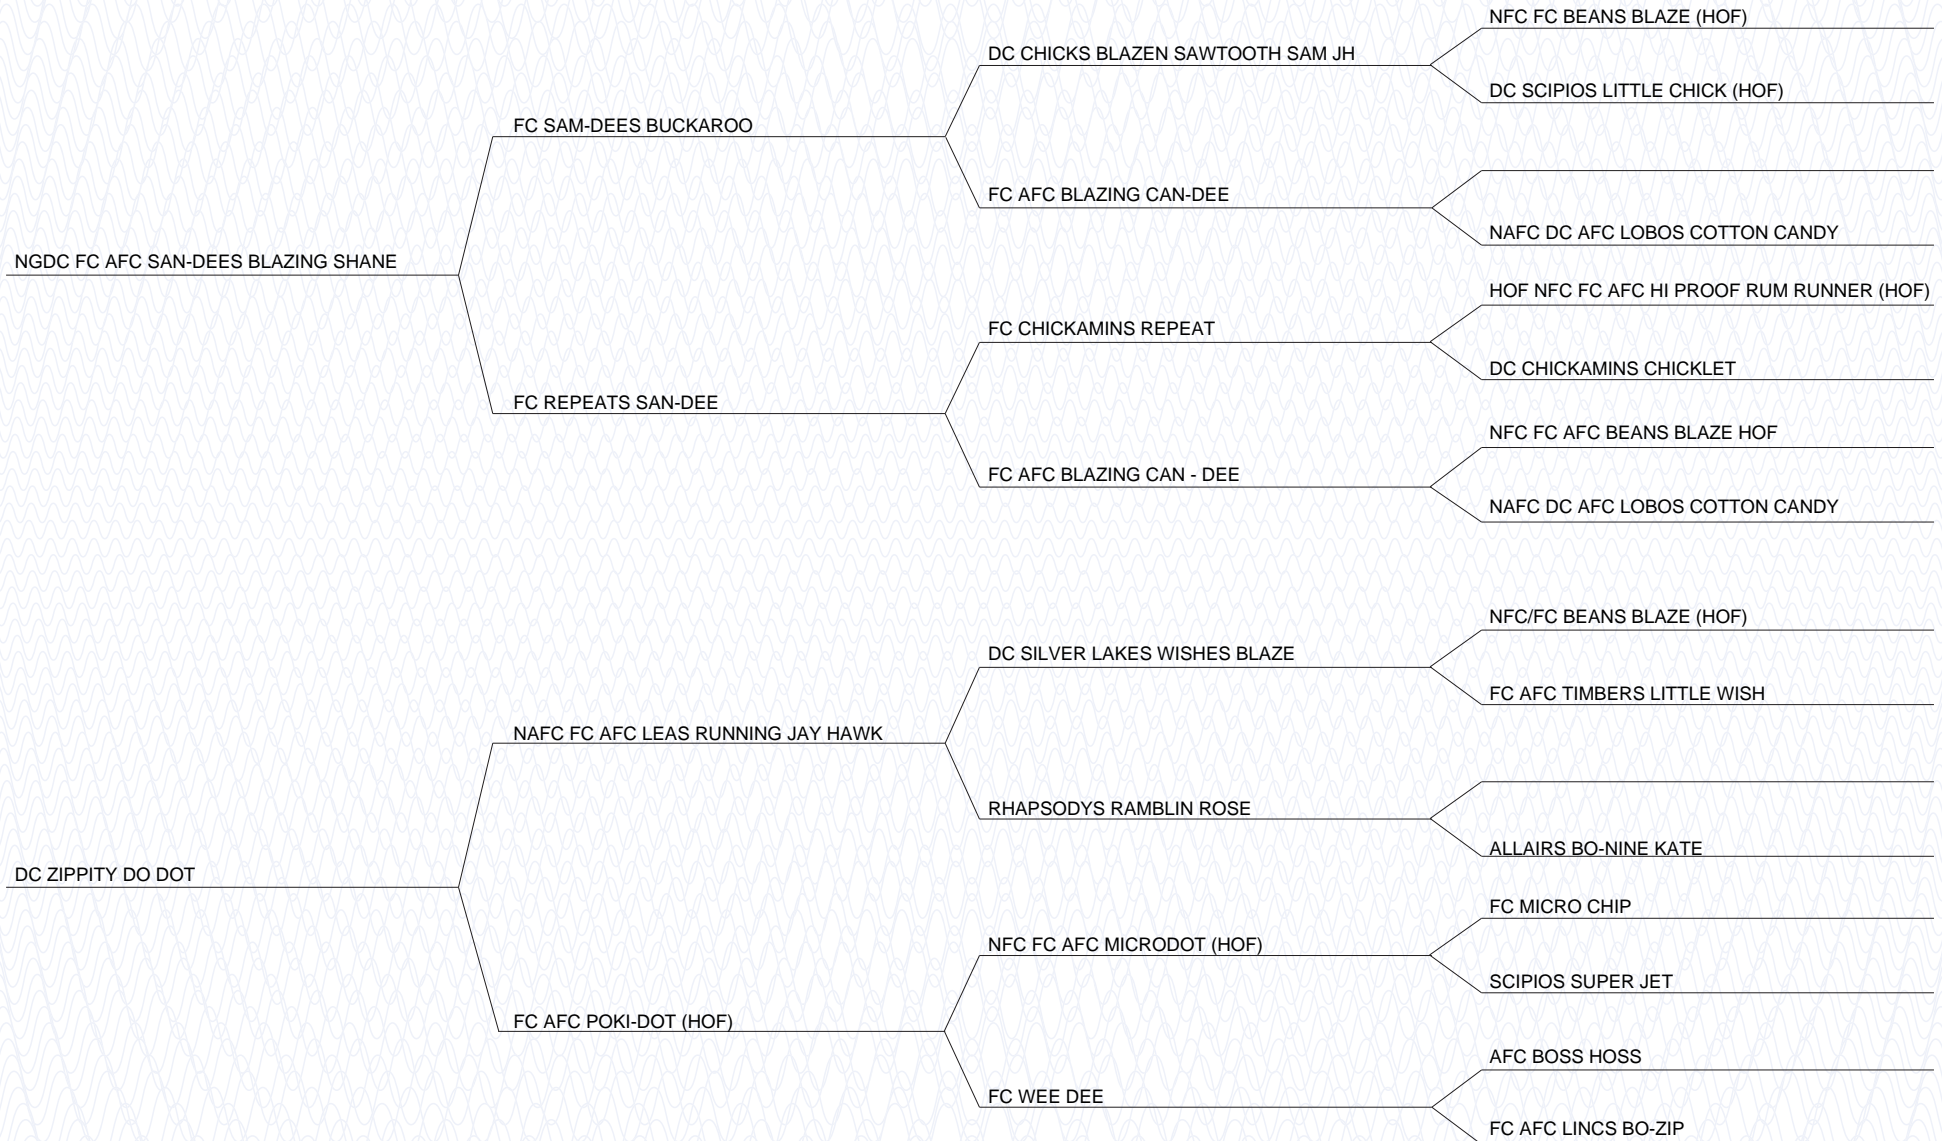 NFC FC BEANS BLAZE (HOF)
DC CHICKS BLAZEN SAWTOOTH SAM JH
DC SCIPIOS LITTLE CHICK (HOF)
FC SAM-DEES BUCKAROO
FC AFC BLAZING CAN-DEE
NAFC DC AFC LOBOS COTTON CANDY
NGDC FC AFC SAN-DEES BLAZING SHANE
HOF NFC FC AFC HI PROOF RUM RUNNER (HOF)
FC CHICKAMINS REPEAT
DC CHICKAMINS CHICKLET
FC REPEATS SAN-DEE
NFC FC AFC BEANS BLAZE HOF
FC AFC BLAZING CAN - DEE
NAFC DC AFC LOBOS COTTON CANDY
NFC/FC BEANS BLAZE (HOF)
DC SILVER LAKES WISHES BLAZE
FC AFC TIMBERS LITTLE WISH
NAFC FC AFC LEAS RUNNING JAY HAWK
RHAPSODYS RAMBLIN ROSE
ALLAIRS BO-NINE KATE
DC ZIPPITY DO DOT
FC MICRO CHIP
NFC FC AFC MICRODOT (HOF)
SCIPIOS SUPER JET
FC AFC POKI-DOT (HOF)
AFC BOSS HOSS
FC WEE DEE
FC AFC LINCS BO-ZIP